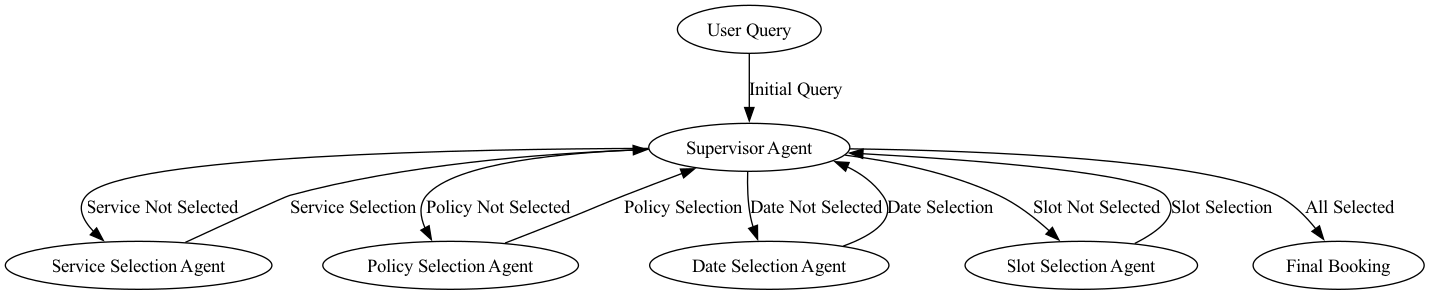 User Query
Initial Query
Supervisor Agent
Service Not Selected
Service Selection
Policy Not Selected
Policy Selection
Date Not Selected
Date Selection
Slot Not Selected
Slot Selection
All Selected
Service Selection Agent
Policy Selection Agent
Date Selection Agent
Slot Selection Agent
Final Booking